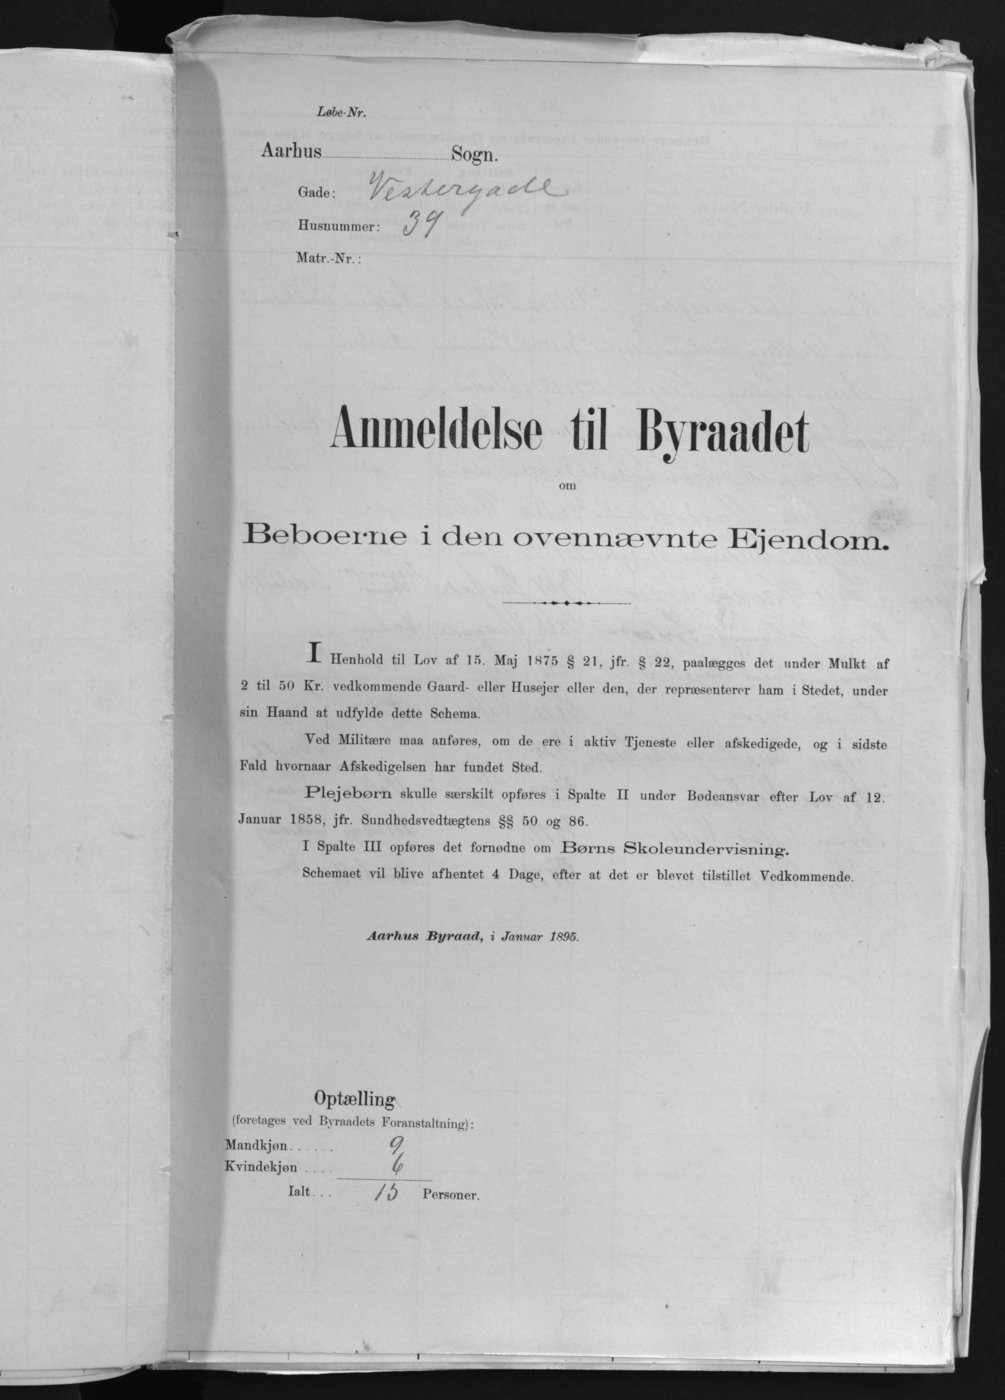 Løbe-Nr.
Aarhus Sogn.
Gade: Vestergade
Husnummer: 39
Matr.-Nr.:
Anmeldelse til Byraadet
om
Beboerne i den ovennævnte Ejendom.
I Henhold til Lov af 15. Maj 1875 § 21, jfr. § 22, paalægges det under Mulkt af
2 til 50 Kr. vedkommende Gaard- eller Husejer eller den, der repræsenterer ham i Stedet, under
sin Haand at udfylde dette Schema.
Ved Militære maa anføres, om de ere i aktiv Tjeneste eller afskedigede, og i sidste
Fald hvornaar Afskedigelsen har fundet Sted.
Plejebørn skulle særskilt opføres i Spalte II under Bødeansvar efter Lov af 12.
Januar 1858, jfr. Sundhedsvedtægtens §§ 50 og 86.
I Spalte III opføres det fornødne om Børns Skoleundervisning.
Schemaet vil blive afhentet 4 Dage, efter at det er blevet tilstillet Vedkommende.
Aarhus Byraad, i Januar 1895.
Optælling
(foretages ved Byraadets Foranstaltning):
Mandkjøn...... 9
Kvindekjøn .... 6
Ialt... 15 Personer.